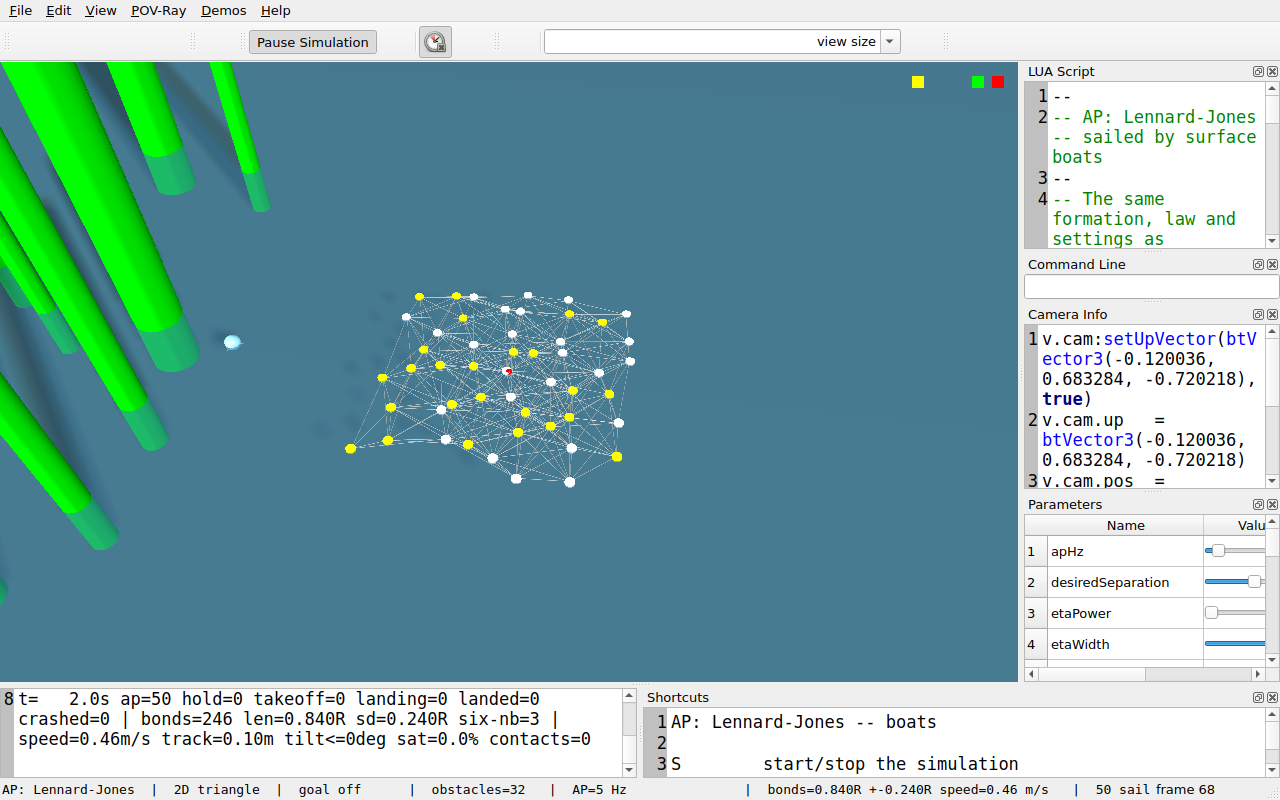 File Edit View POV-Ray Demos Help
Pause Simulation
view size
LUA Script
1 --
2 -- AP: Lennard-Jones
-- sailed by surface
boats
3 --
4 -- The same
formation, law and
settings as
Command Line
Camera Info
1 v.cam:setUpVector(btV
ector3(-0.120036,
0.683284, -0.720218),
true)
2 v.cam.up   =
btVector3(-0.120036,
0.683284, -0.720218)
3 v.cam.pos  =
Parameters
Name Valu
1 apHz
2 desiredSeparation
3 etaPower
4 etaWidth
8 t=   2.0s ap=50 hold=0 takeoff=0 landing=0 landed=0
crashed=0 | bonds=246 len=0.840R sd=0.240R six-nb=3 |
speed=0.46m/s track=0.10m tilt<=0deg sat=0.0% contacts=0
Shortcuts
1 AP: Lennard-Jones -- boats
2
3 S        start/stop the simulation
AP: Lennard-Jones  |  2D triangle  |  goal off      |  obstacles=32   |  AP=5 Hz                    |  bonds=0.840R +-0.240R speed=0.46 m/s   |  50 sail frame 68